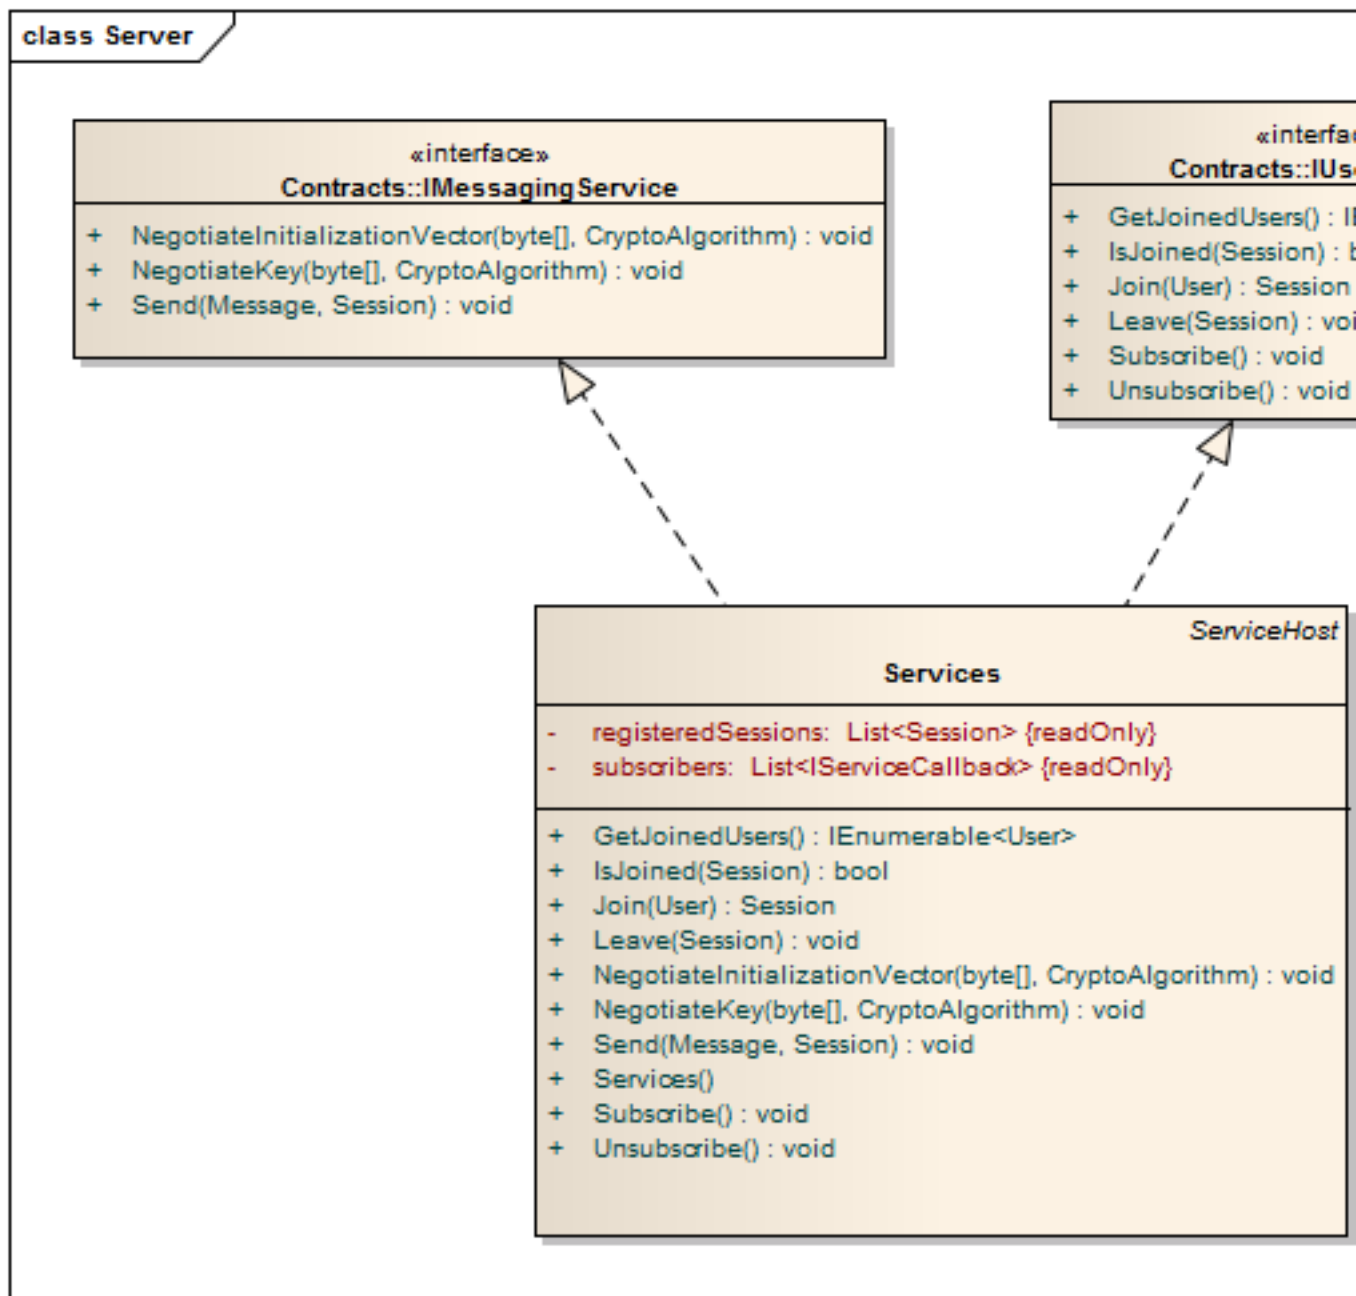 class Server
«interface»
Contracts::IMessagingService
+ NegotiateInitializationVector(byte[], CryptoAlgorithm) : void
+ NegotiateKey(byte[], CryptoAlgorithm) : void
+ Send(Message, Session) : void
GetJoinedUsers() :
+ IsJoined(Session) :
+ Join(User) : Session
+ Leave(Session) :
+ Subscribe() : void
+ Unsubscribe() : void
ServiceHost
Services
- registeredSessions: List<Session> {readOnly}
- subscribers: List<IServiceCallback> {readOnly}
+ GetJoinedUsers() : IEnumerable<User>
+ IsJoined(Session) : bool
+ Join(User) : Session
+ Leave(Session) : void
+ NegotiateInitializationVector(byte[], CryptoAlgorithm) : void
+ NegotiateKey(byte[], CryptoAlgorithm) : void
+ Send(Message, Session) : void
+ Services()
+ Subscribe() : void
+ Unsubscribe() : void